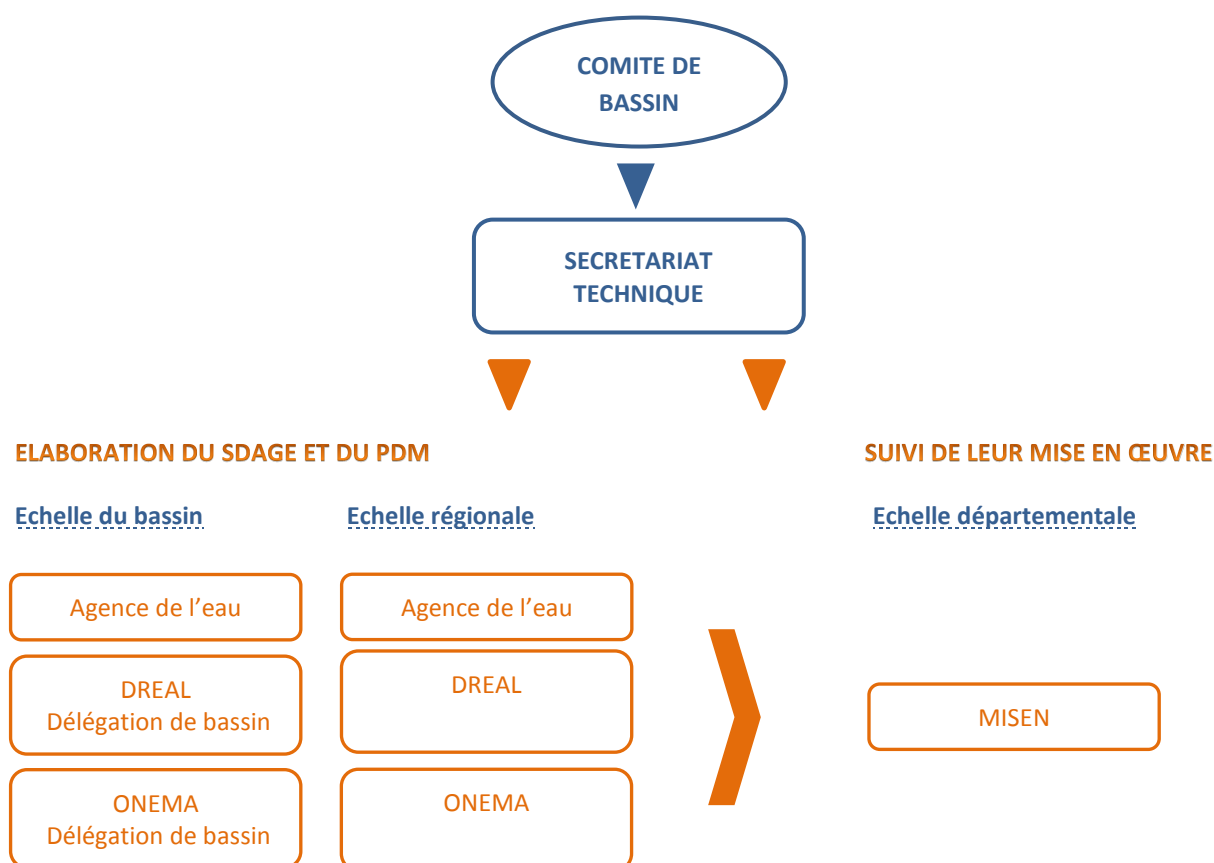 COMITE DE
BASSIN
SECRETARIAT
TECHNIQUE
ELABORATION DU SDAGE ET DU PDM
SUIVI DE LEUR MISE EN ŒUVRE
Echelle du bassin
Echelle régionale
Echelle départementale
Agence de l’eau
Agence de l’eau
DREAL
Délégation de bassin
DREAL
MISEN
ONEMA
Délégation de bassin
ONEMA